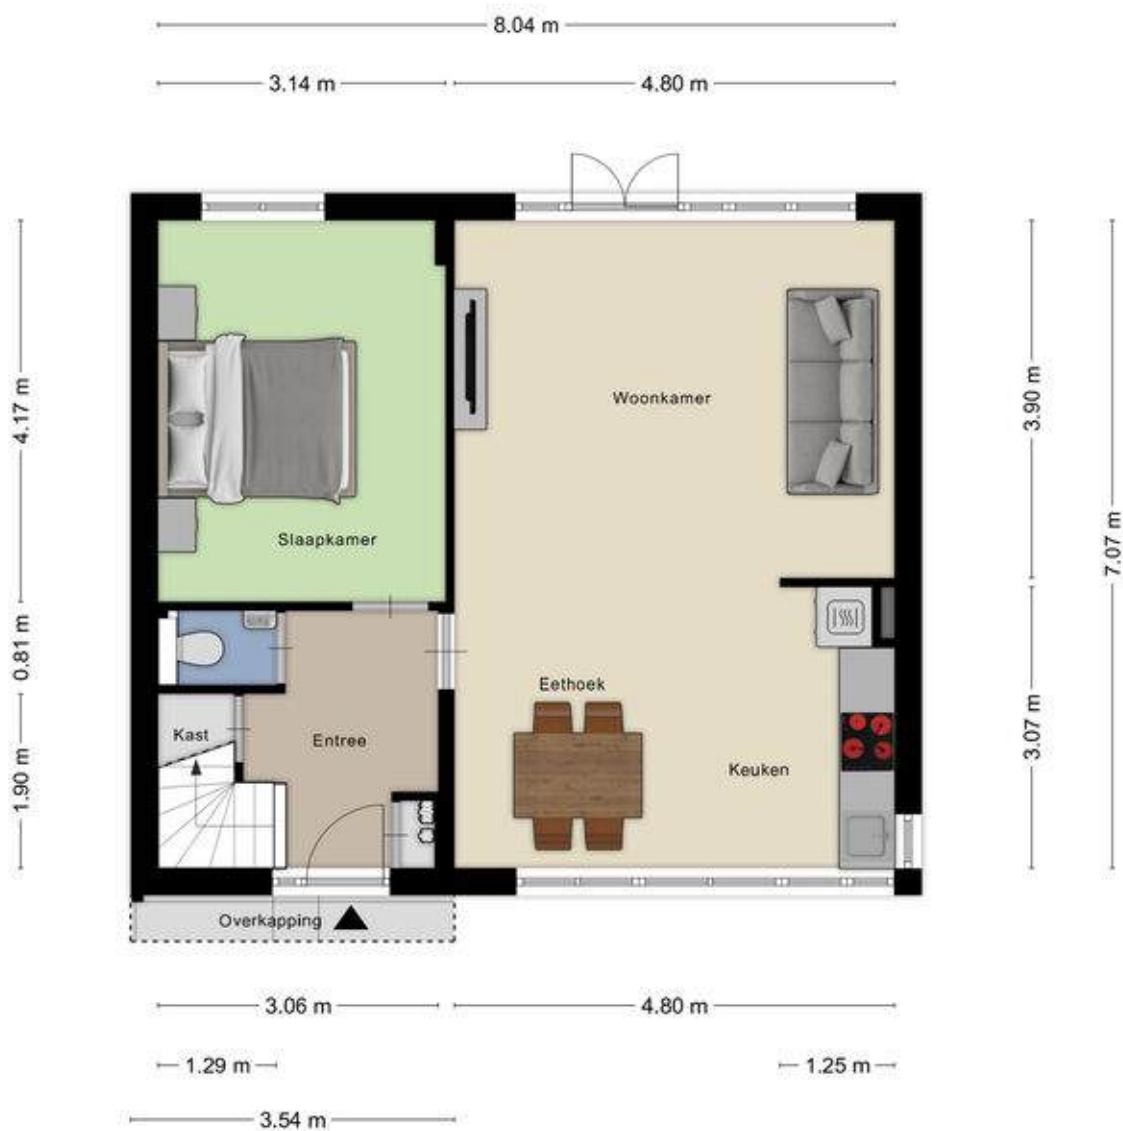 8.04 m
3.14 m
4.80 m
4.17 m
0.81 m
1.90 m
Woonkamer
Slaapkamer
Eethoek
Kast
Entree
Keuken
Overkapping
3.90 m
3.07 m
7.07 m
3.06 m
4.80 m
1.29 m
1.25 m
3.54 m